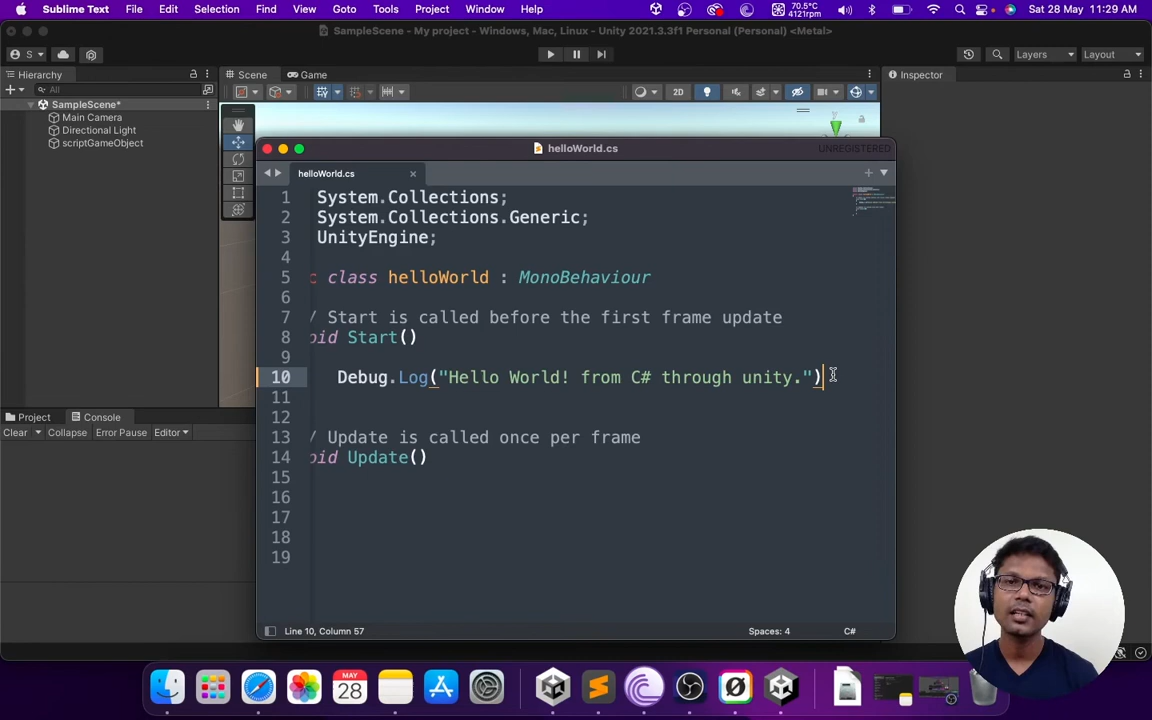 Sublime Text File Edit Selection Find View Goto Tools Project Window Help 70.5°C 4121rpm Sat 28 May 11:29 AM
SampleScene - My project - Windows, Mac, Linux - Unity 2021.3.3f1 Personal (Personal) <Metal>
S Layers Layout
Hierarchy Scene Game Inspector
All 2D
SampleScene*
Main Camera
Directional Light
scriptGameObject
y
helloWorld.cs UNREGISTERED
helloWorld.cs
1 System.Collections;
2 System.Collections.Generic;
3 UnityEngine;
4
5 c class helloWorld : MonoBehaviour
6
7 / Start is called before the first frame update
8 oid Start()
9
10 Debug.Log("Hello World! from C# through unity.")
11
12
13 / Update is called once per frame
14 oid Update()
15
16
17
18
19
Project Console
Clear Collapse Error Pause Editor
Line 10, Column 57 Spaces: 4 C#
MAY
28